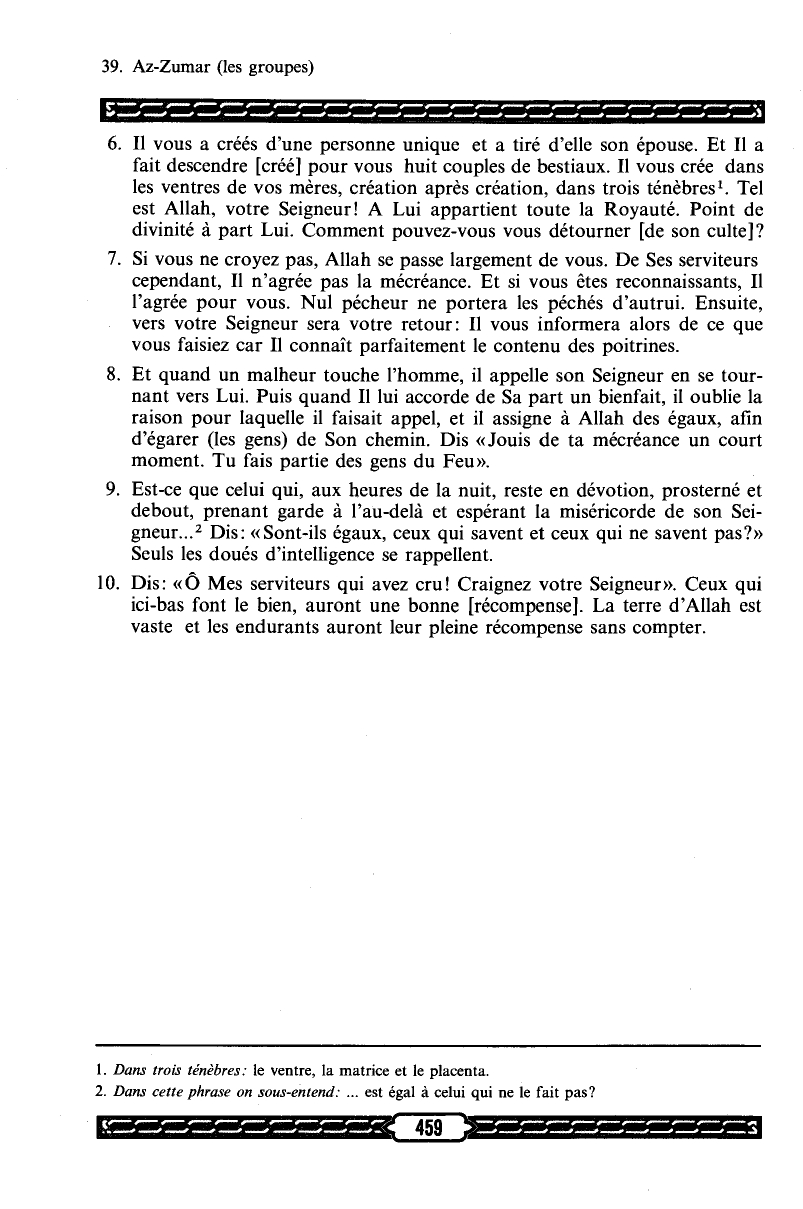 39. Az-Zumar (les groupes)
6. Il vous a créés d'une personne unique et a tiré d'elle son épouse. Et Il a
fait descendre [créé] pour vous huit couples de bestiaux. Il vous crée dans
les ventres de vos mères, création après création, dans trois ténèbres¹. Tel
est Allah, votre Seigneur! A Lui appartient toute la Royauté. Point de
divinité à part Lui. Comment pouvez-vous vous détourner [de son culte]?
7. Si vous ne croyez pas, Allah se passe largement de vous. De Ses serviteurs
cependant, Il n'agrée pas la mécréance. Et si vous êtes reconnaissants, Il
l'agrée pour vous. Nul pécheur ne portera les péchés d'autrui. Ensuite,
vers votre Seigneur sera votre retour: Il vous informera alors de ce que
vous faisiez car Il connaît parfaitement le contenu des poitrines.
8. Et quand un malheur touche l'homme, il appelle son Seigneur en se tour-
nant vers Lui. Puis quand Il lui accorde de Sa part un bienfait, il oublie la
raison pour laquelle il faisait appel, et il assigne à Allah des égaux, afin
d'égarer (les gens) de Son chemin. Dis «Jouis de ta mécréance un court
moment. Tu fais partie des gens du Feu».
9. Est-ce que celui qui, aux heures de la nuit, reste en dévotion, prosterné et
debout, prenant garde à l'au-delà et espérant la miséricorde de son Sei-
gneur...² Dis: «Sont-ils égaux, ceux qui savent et ceux qui ne savent pas?»
Seuls les doués d'intelligence se rappellent.
10. Dis: «Ô Mes serviteurs qui avez cru! Craignez votre Seigneur». Ceux qui
ici-bas font le bien, auront une bonne [récompense]. La terre d'Allah est
vaste et les endurants auront leur pleine récompense sans compter.
1. Dans trois ténèbres: le ventre, la matrice et le placenta.
2. Dans cette phrase on sous-entend: ... est égal à celui qui ne le fait pas?
459